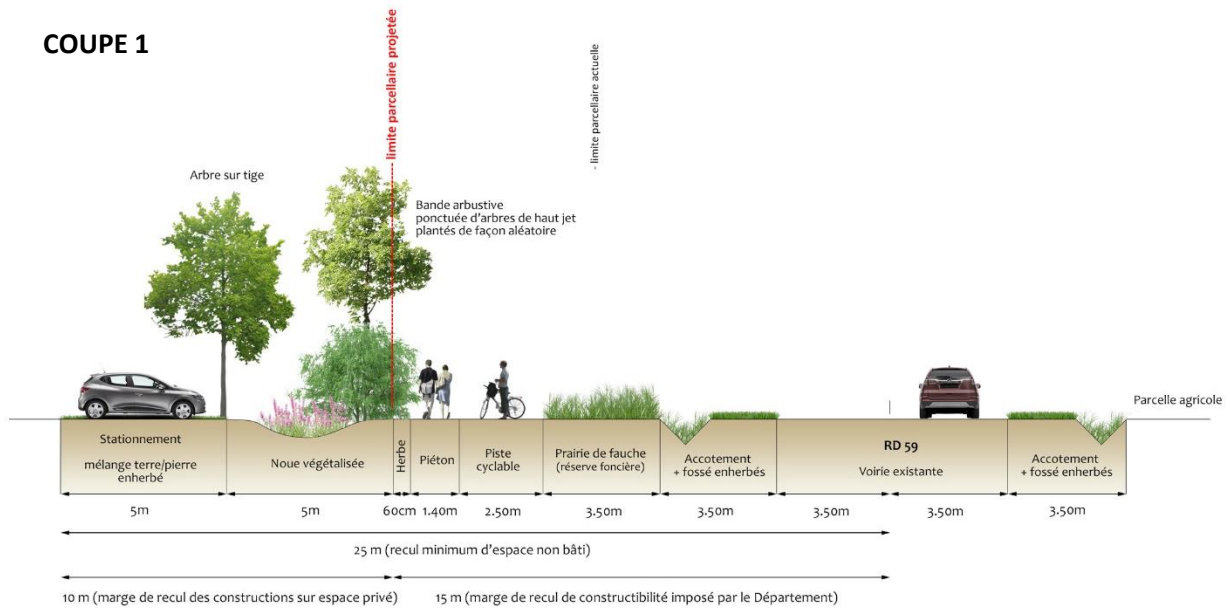 COUPE 1
limite parcellaire projetée
- limite parcellaire actuelle
Arbre sur tige
Bande arbustive
ponctuée d'arbres de haut jet
plantés de façon aléatoire
Parcelle agricole
Stationnement
mélange terre/pierre
enherbé
Noue végétalisée
Herbe
Piéton
Piste
cyclable
Prairie de fauche
(réserve foncière)
Accotement
+ fossé enherbés
RD 59
Voirie existante
Accotement
+ fossé enherbés
5m
5m
60cm
1.40m
2.50m
3.50m
3.50m
3.50m
3.50m
3.50m
25 m (recul minimum d'espace non bâti)
10 m (marge de recul des constructions sur espace privé)
15 m (marge de recul de constructibilité imposé par le Département)